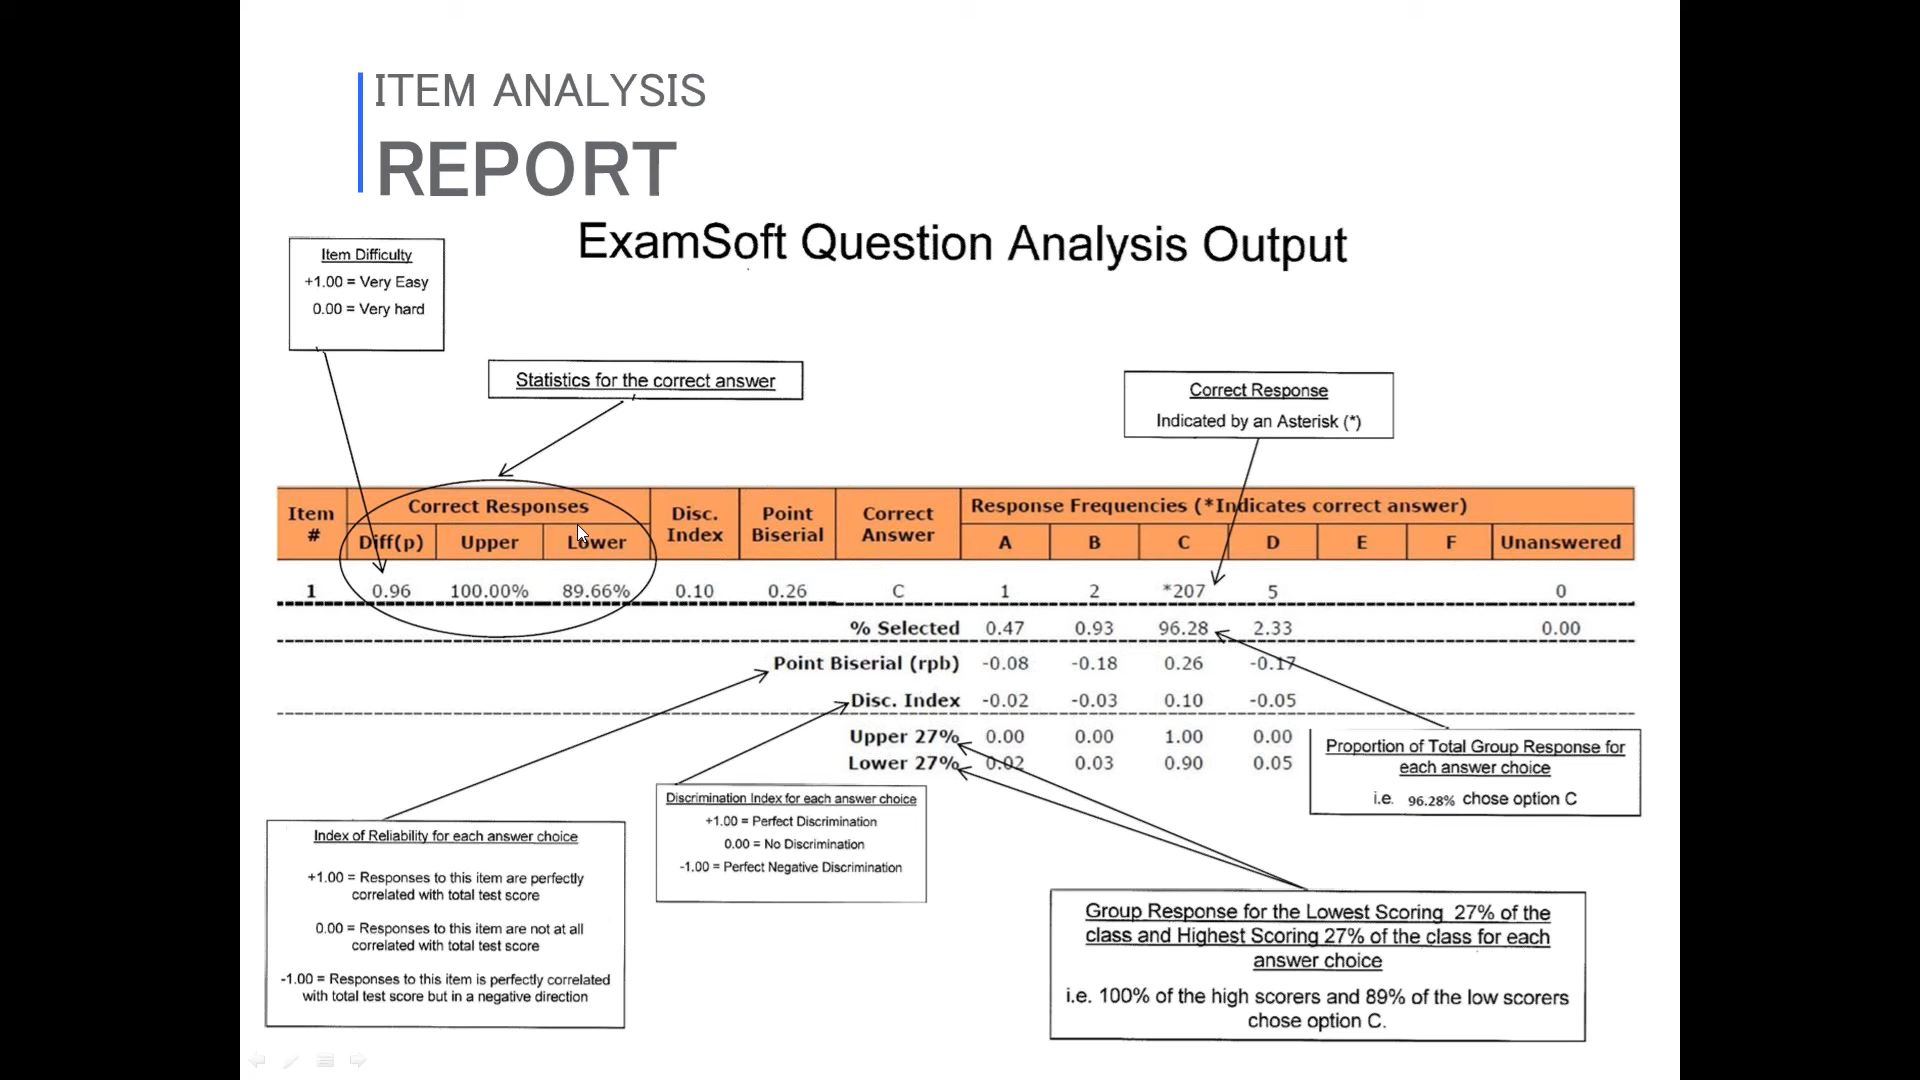 ITEM ANALYSIS
REPORT
ExamSoft Question Analysis Output
Item Difficulty
+1.00 = Very Easy
0.00 = Very hard
Statistics for the correct answer
Correct Response
Indicated by an Asterisk (*)
Item # Correct Responses Disc. Index Point Biserial Correct Answer Response Frequencies (*Indicates correct answer)
Diff(p) Upper Lower A B C D E F Unanswered
1 0.96 100.00% 89.66% 0.10 0.26 C 1 2 *207 5 0
% Selected 0.47 0.93 96.28 2.33 0.00
Point Biserial (rpb) -0.08 -0.18 0.26 -0.17
Disc. Index -0.02 -0.03 0.10 -0.05
Upper 27% 0.00 0.00 1.00 0.00
Lower 27% 0.02 0.03 0.90 0.05
Proportion of Total Group Response for
each answer choice
i.e. 96.28% chose option C
Discrimination Index for each answer choice
+1.00 = Perfect Discrimination
0.00 = No Discrimination
-1.00 = Perfect Negative Discrimination
Index of Reliability for each answer choice
+1.00 = Responses to this item are perfectly
correlated with total test score
0.00 = Responses to this item are not at all
correlated with total test score
-1.00 = Responses to this item is perfectly correlated
with total test score but in a negative direction
Group Response for the Lowest Scoring 27% of the
class and Highest Scoring 27% of the class for each
answer choice
i.e. 100% of the high scorers and 89% of the low scorers
chose option C.